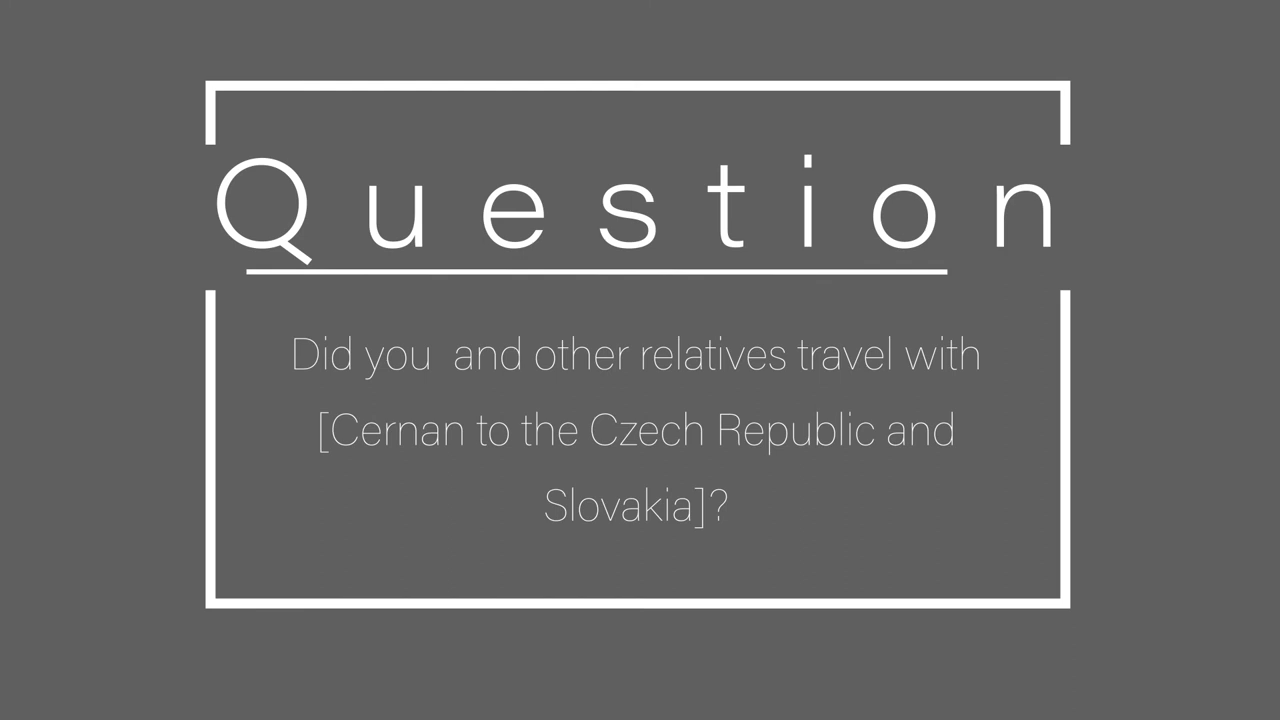 Question
Did you  and other relatives travel with
[Cernan to the Czech Republic and
Slovakia]?